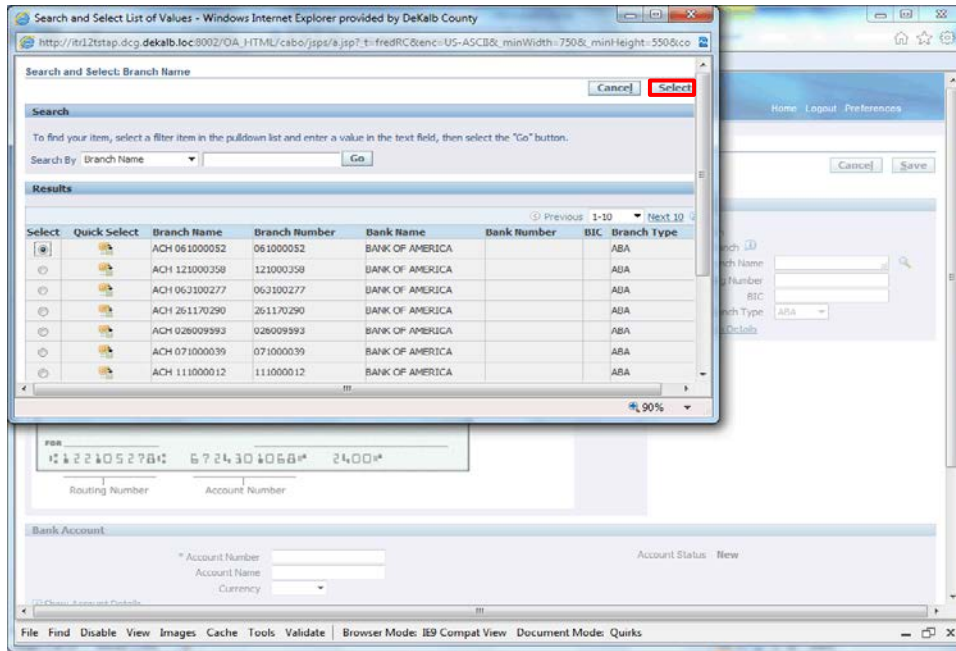 Search and Select List of Values - Windows Internet Explorer provided by DeKalb County
http://itr12tstap.dcg.dekalb.loc:8002/OA_HTML/cabo/jsps/a.jsp?_t=fredRC&enc=US-ASCII&_minWidth=750&_minHeight=550&co
Search and Select: Branch Name
Cancel Select
Search
To find your item, select a filter item in the pulldown list and enter a value in the text field, then select the "Go" button.
Search By Branch Name Go
Results
Previous 1-10 Next 10
Select Quick Select Branch Name Branch Number Bank Name Bank Number BIC Branch Type
ACH 061000052 061000052 BANK OF AMERICA ABA
ACH 121000358 121000358 BANK OF AMERICA ABA
ACH 063100277 063100277 BANK OF AMERICA ABA
ACH 261170290 261170290 BANK OF AMERICA ABA
ACH 026009593 026009593 BANK OF AMERICA ABA
ACH 071000039 071000039 BANK OF AMERICA ABA
ACH 111000012 111000012 BANK OF AMERICA ABA
90%
Home Logout Preferences
Cancel Save
Number
BIC
Type ABA
Details
FOR
⑆122105278⑆ 6724301068⑈ 2400⑈
Routing Number Account Number
Bank Account
* Account Number
Account Name
Currency
Account Status New
Show Account Details
File Find Disable View Images Cache Tools Validate Browser Mode: IE9 Compat View Document Mode: Quirks